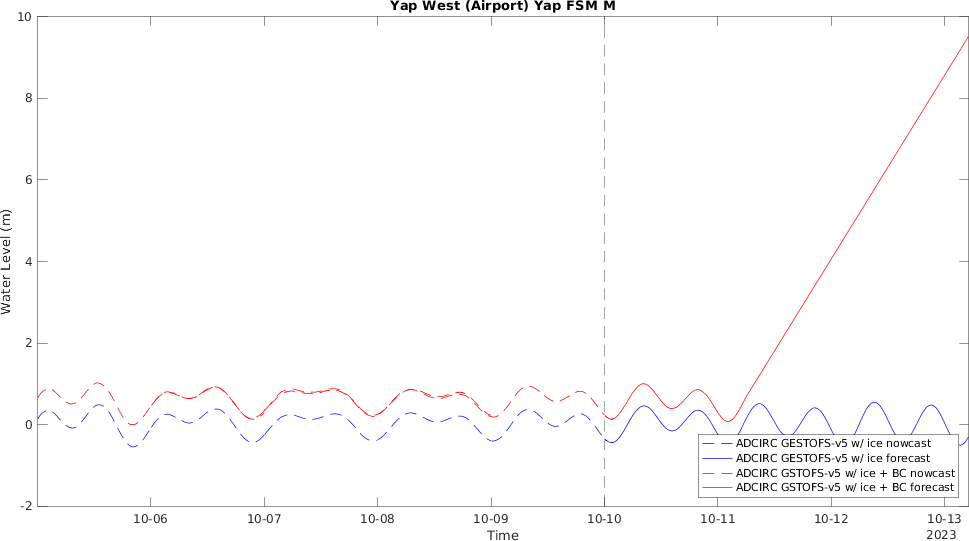 Yap West (Airport) Yap FSM M
10
8
6
4
2
0
-2
Water Level (m)
10-06 10-07 10-08 10-09 10-10 10-11 10-12 10-13
Time
2023
ADCIRC GESTOFS-v5 w/ ice nowcast
ADCIRC GESTOFS-v5 w/ ice forecast
ADCIRC GSTOFS-v5 w/ ice + BC nowcast
ADCIRC GSTOFS-v5 w/ ice + BC forecast